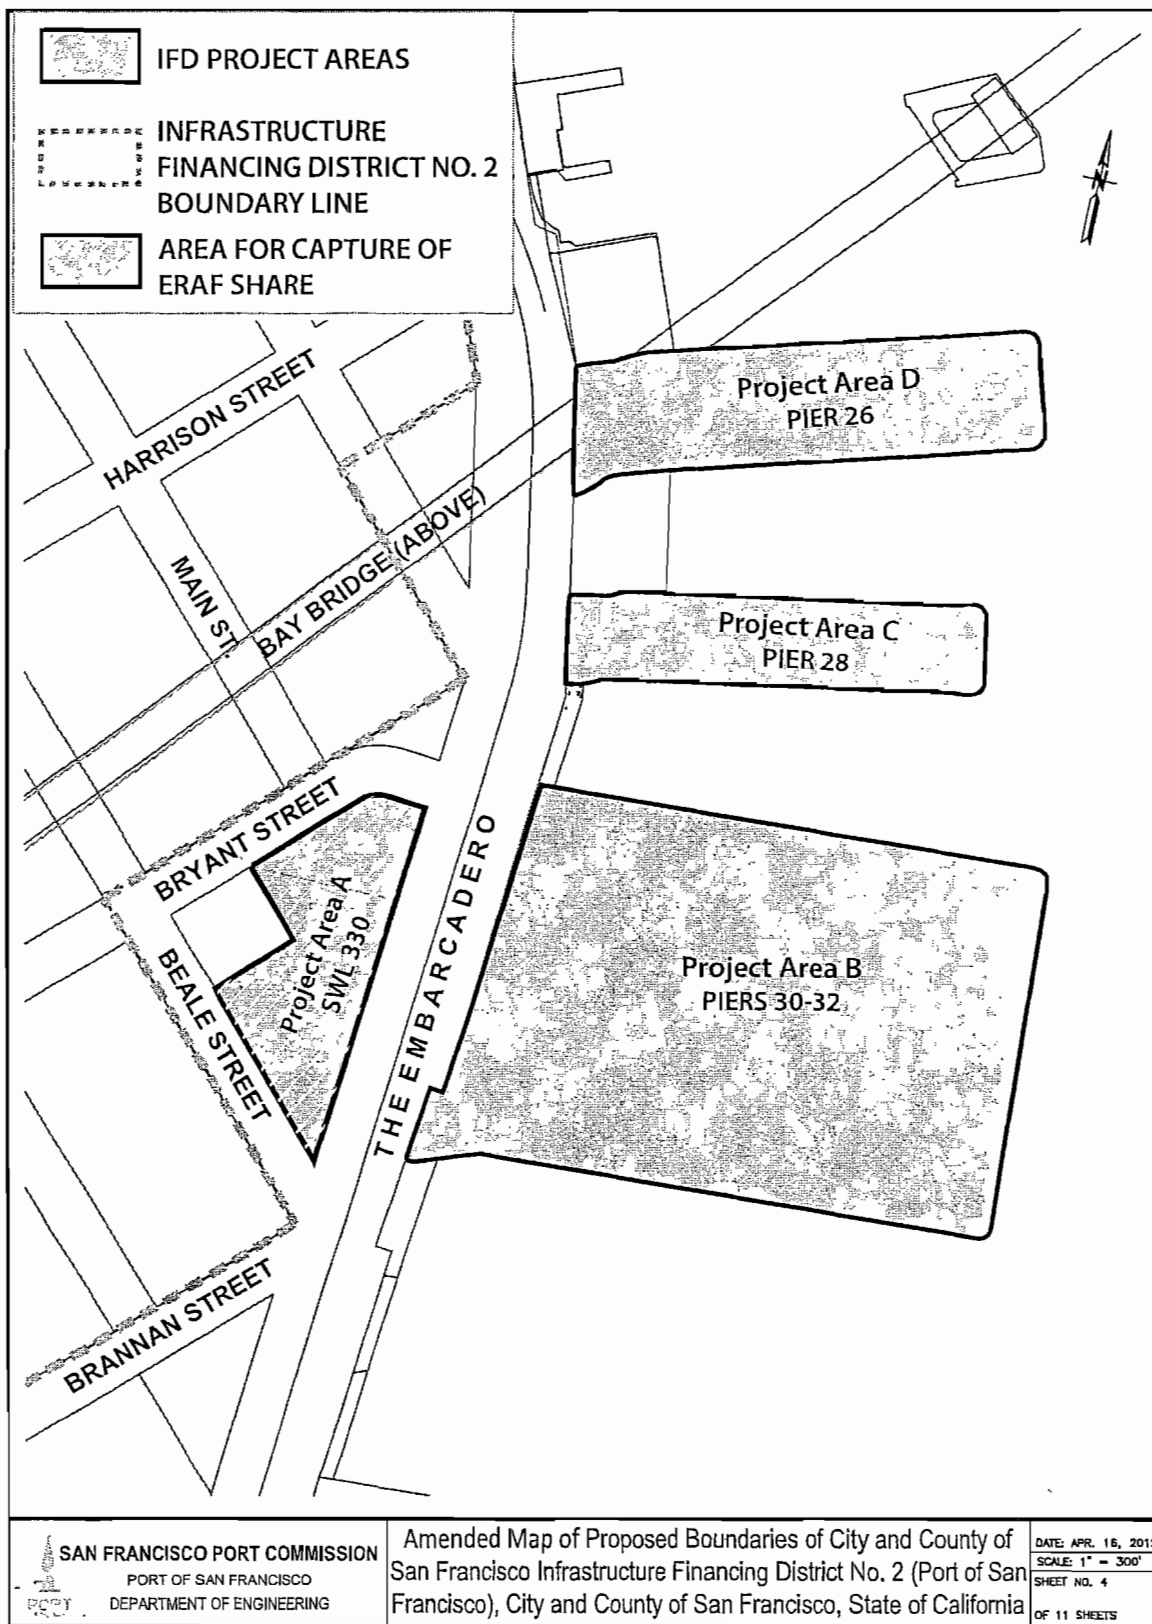 IFD PROJECT AREAS
INFRASTRUCTURE
FINANCING DISTRICT NO. 2
BOUNDARY LINE
AREA FOR CAPTURE OF
ERAF SHARE
N
HARRISON STREET
MAIN ST.
BAY BRIDGE (ABOVE)
Project Area D
PIER 26
Project Area C
PIER 28
BRYANT STREET
Project Area A
SWL 330
BEALE STREET
THE EMBARCADERO
Project Area B
PIERS 30-32
BRANNAN STREET
SAN FRANCISCO PORT COMMISSION
PORT OF SAN FRANCISCO
DEPARTMENT OF ENGINEERING
Amended Map of Proposed Boundaries of City and County of
San Francisco Infrastructure Financing District No. 2 (Port of San
Francisco), City and County of San Francisco, State of California
DATE: APR. 16,
SCALE: 1" = 300'
SHEET NO. 4
OF 11 SHEETS